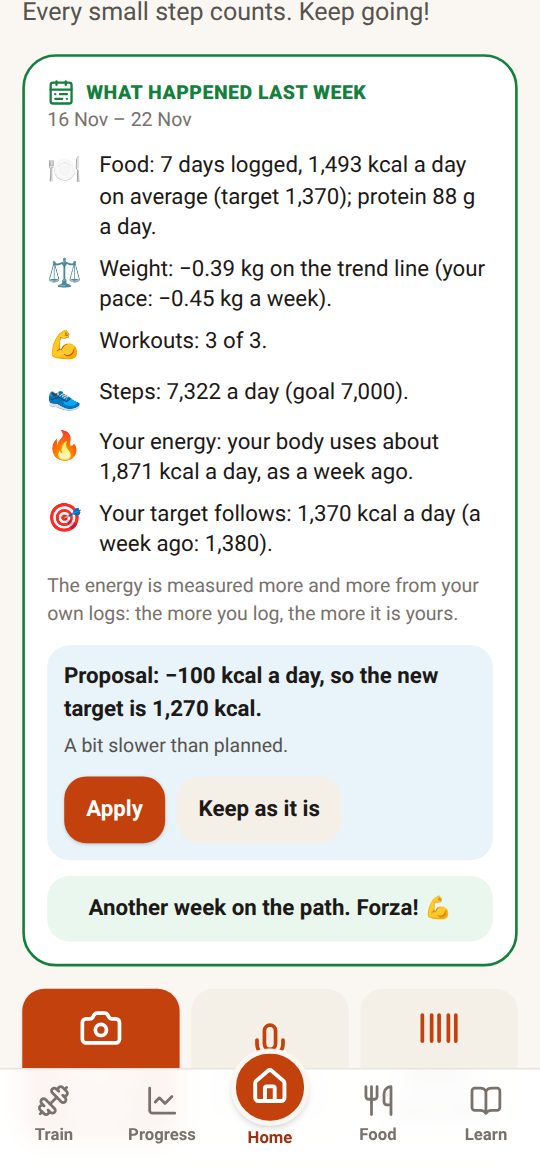 Every small step counts. Keep going!
WHAT HAPPENED LAST WEEK
16 Nov – 22 Nov
Food: 7 days logged, 1,493 kcal a day
on average (target 1,370); protein 88 g
a day.
Weight: −0.39 kg on the trend line (your
pace: −0.45 kg a week).
Workouts: 3 of 3.
Steps: 7,322 a day (goal 7,000).
Your energy: your body uses about
1,871 kcal a day, as a week ago.
Your target follows: 1,370 kcal a day (a
week ago: 1,380).
The energy is measured more and more from your
own logs: the more you log, the more it is yours.
Proposal: −100 kcal a day, so the new
target is 1,270 kcal.
A bit slower than planned.
Apply
Keep as it is
Another week on the path. Forza! 💪
Train
Progress
Home
Food
Learn